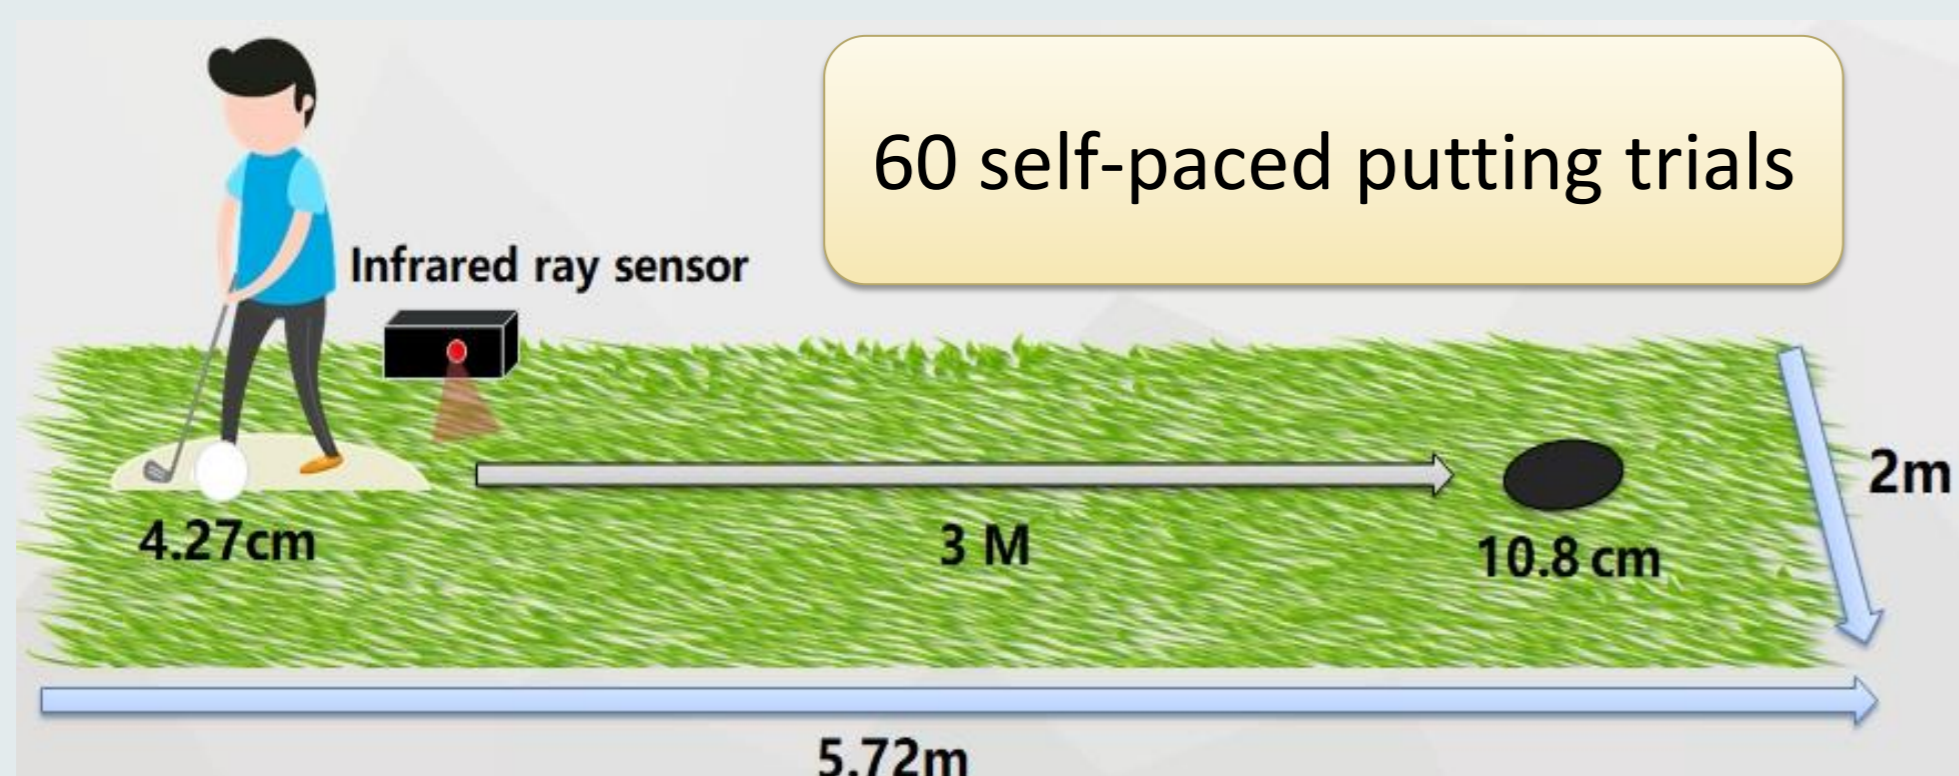 60 self-paced putting trials
Infrared ray sensor
2m
4.27cm
3 M
10.8 cm
5.72m